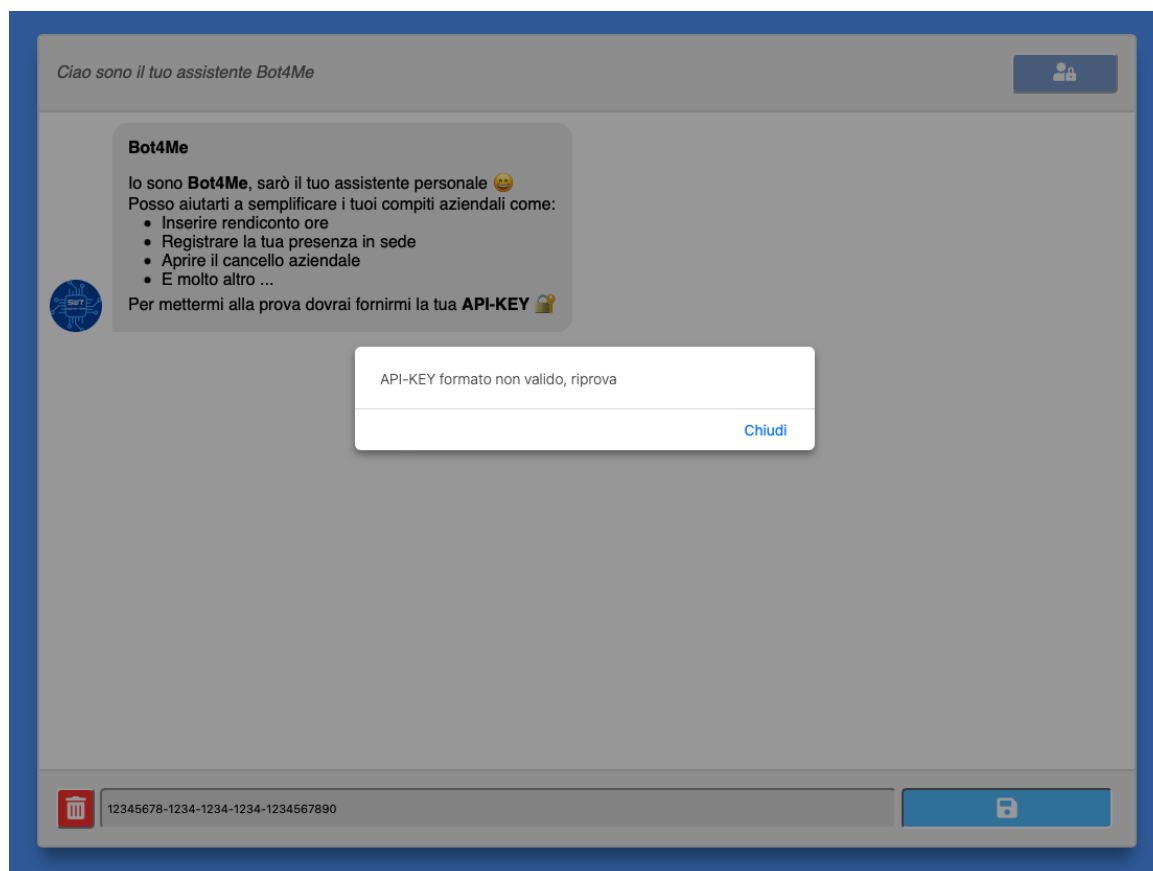 Ciao sono il tuo assistente Bot4Me
Bot4Me
Io sono Bot4Me, sarò il tuo assistente personale 😄
Posso aiutarti a semplificare i tuoi compiti aziendali come:
• Inserire rendiconto ore
• Registrare la tua presenza in sede
• Aprire il cancello aziendale
• E molto altro ...
SWT
Per mettermi alla prova dovrai fornirmi la tua API-KEY 🔐
API-KEY formato non valido, riprova
Chiudi
12345678-1234-1234-1234-1234567890